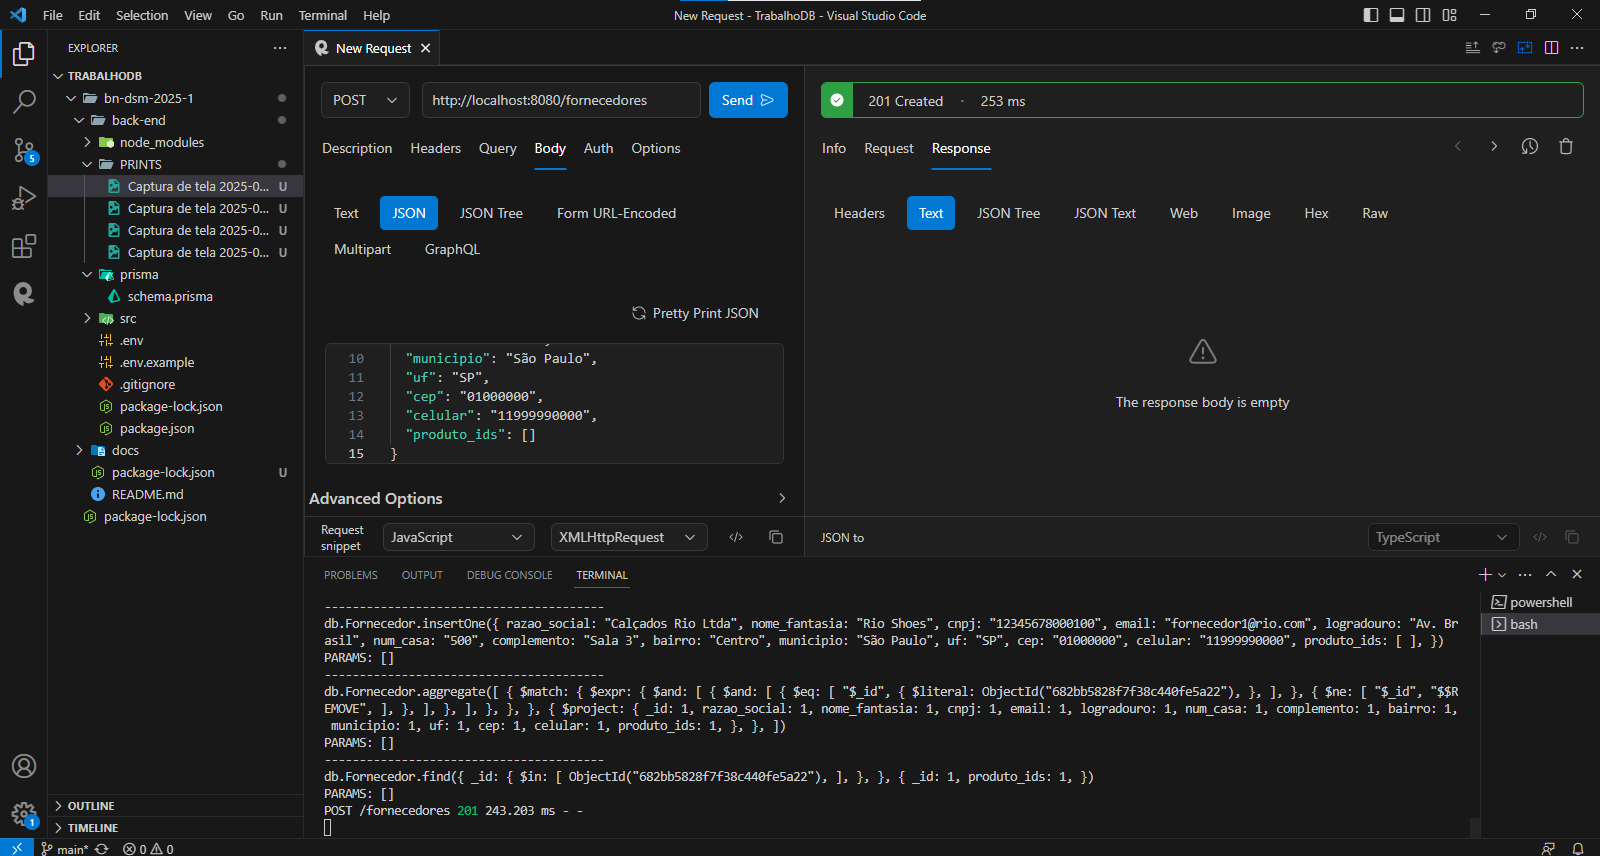 File Edit Selection View Go Run Terminal Help
New Request - TrabalhoDB - Visual Studio Code
EXPLORER
TRABALHODB
bn-dsm-2025-1
back-end
node_modules
PRINTS
Captura de tela 2025-0... U
Captura de tela 2025-0... U
Captura de tela 2025-0... U
Captura de tela 2025-0... U
prisma
schema.prisma
src
.env
.env.example
.gitignore
package-lock.json
package.json
docs
package-lock.json U
README.md
package-lock.json
OUTLINE
TIMELINE
5
1
New Request
POST http://localhost:8080/fornecedores Send
Description Headers Query Body Auth Options
Text JSON JSON Tree Form URL-Encoded
Multipart GraphQL
Pretty Print JSON
10 "municipio": "São Paulo",
11 "uf": "SP",
12 "cep": "01000000",
13 "celular": "11999990000",
14 "produto_ids": []
15 }
Advanced Options
Request snippet JavaScript XMLHttpRequest
201 Created - 253 ms
Info Request Response
Headers Text JSON Tree JSON Text Web Image Hex Raw
The response body is empty
JSON to TypeScript
PROBLEMS OUTPUT DEBUG CONSOLE TERMINAL
----------------------------------------
db.Fornecedor.insertOne({ razao_social: "Calçados Rio Ltda", nome_fantasia: "Rio Shoes", cnpj: "12345678000100", email: "fornecedor1@rio.com", logradouro: "Av. Br
asil", num_casa: "500", complemento: "Sala 3", bairro: "Centro", municipio: "São Paulo", uf: "SP", cep: "01000000", celular: "11999990000", produto_ids: [ ], })
PARAMS: []
----------------------------------------
db.Fornecedor.aggregate([ { $match: { $expr: { $and: [ { $and: [ { $eq: [ "$_id", { $literal: ObjectId("682bb5828f7f38c440fe5a22"), }, ], }, { $ne: [ "$_id", "$$R
EMOVE", ], }, ], }, ], }, }, }, { $project: { _id: 1, razao_social: 1, nome_fantasia: 1, cnpj: 1, email: 1, logradouro: 1, num_casa: 1, complemento: 1, bairro: 1,
municipio: 1, uf: 1, cep: 1, celular: 1, produto_ids: 1, }, }, ])
PARAMS: []
----------------------------------------
db.Fornecedor.find({ _id: { $in: [ ObjectId("682bb5828f7f38c440fe5a22"), ], }, }, { _id: 1, produto_ids: 1, })
PARAMS: []
POST /fornecedores 201 243.203 ms - -
powershell
bash
main* 0 0